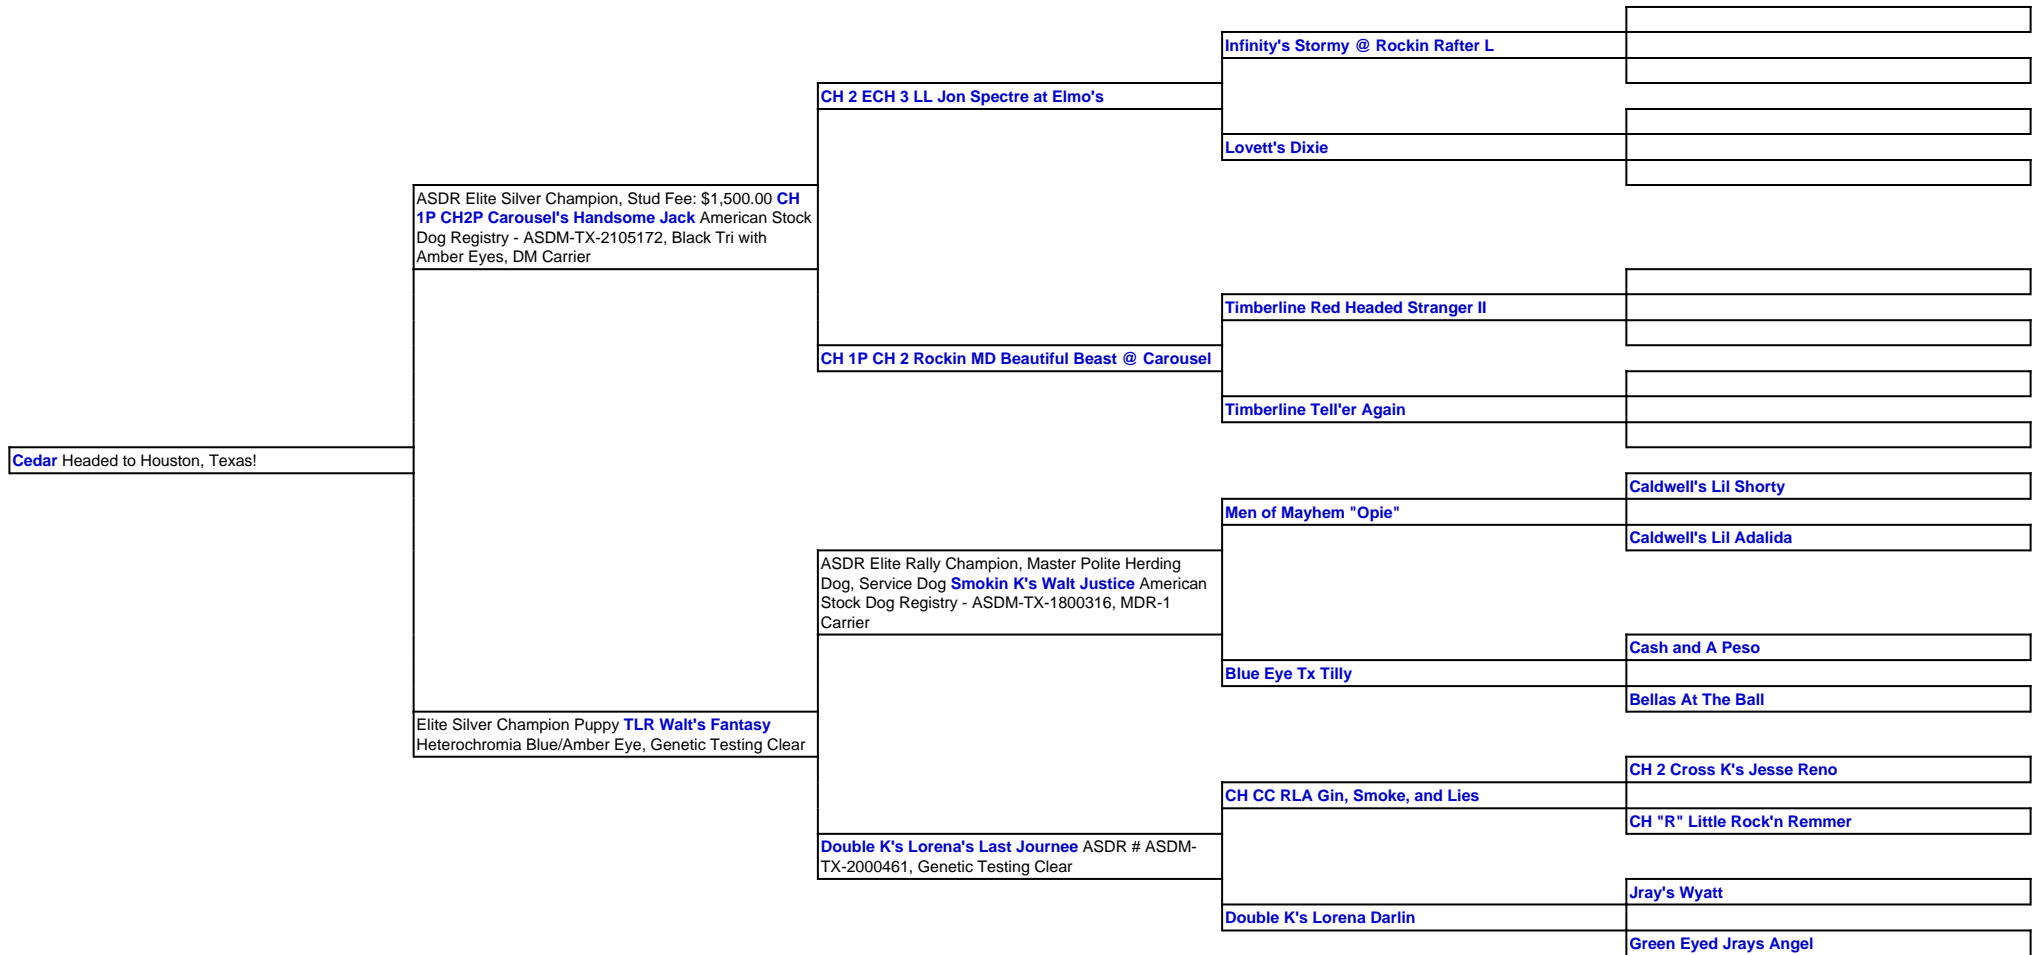 Infinity's Stormy @ Rockin Rafter L
CH 2 ECH 3 LL Jon Spectre at Elmo's
Lovett's Dixie
ASDR Elite Silver Champion, Stud Fee: $1,500.00 CH
1P CH2P Carousel's Handsome Jack American Stock
Dog Registry - ASDM-TX-2105172, Black Tri with
Amber Eyes, DM Carrier
Timberline Red Headed Stranger II
CH 1P CH 2 Rockin MD Beautiful Beast @ Carousel
Timberline Tell'er Again
Cedar Headed to Houston, Texas!
Caldwell's Lil Shorty
Men of Mayhem "Opie"
Caldwell's Lil Adalida
ASDR Elite Rally Champion, Master Polite Herding
Dog, Service Dog Smokin K's Walt Justice American
Stock Dog Registry - ASDM-TX-1800316, MDR-1
Carrier
Cash and A Peso
Blue Eye Tx Tilly
Bellas At The Ball
Elite Silver Champion Puppy TLR Walt's Fantasy
Heterochromia Blue/Amber Eye, Genetic Testing Clear
CH 2 Cross K's Jesse Reno
CH CC RLA Gin, Smoke, and Lies
CH "R" Little Rock'n Remmer
Double K's Lorena's Last Journee ASDR # ASDM-
TX-2000461, Genetic Testing Clear
Jray's Wyatt
Double K's Lorena Darlin
Green Eyed Jrays Angel